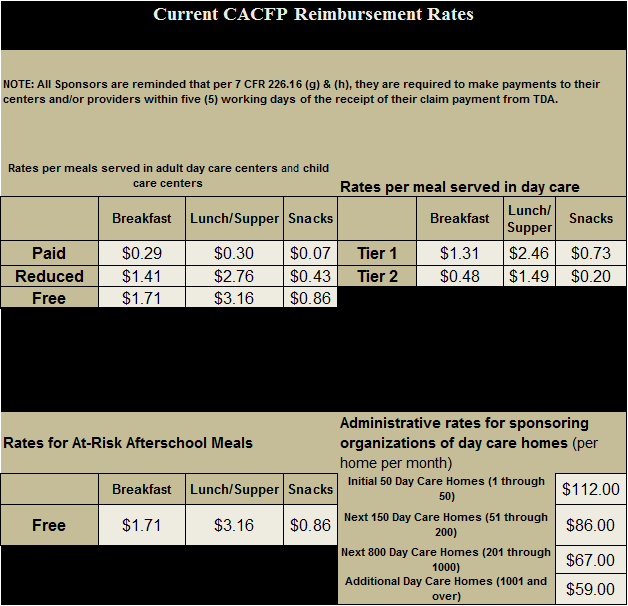 Current CACFP Reimbursement Rates
NOTE: All Sponsors are reminded that per 7 CFR 226.16 (g) & (h), they are required to make payments to their
centers and/or providers within five (5) working days of the receipt of their claim payment from TDA.
Rates per meals served in adult day care centers and child
care centers
Rates per meal served in day care
Breakfast Lunch/Supper Snacks
Breakfast Lunch/
Supper Snacks
Paid $0.29 $0.30 $0.07 Tier 1 $1.31 $2.46 $0.73
Reduced $1.41 $2.76 $0.43 Tier 2 $0.48 $1.49 $0.20
Free $1.71 $3.16 $0.86
Rates for At-Risk Afterschool Meals
Breakfast Lunch/Supper Snacks
Free $1.71 $3.16 $0.86
Administrative rates for sponsoring
organizations of day care homes (per
home per month)
Initial 50 Day Care Homes (1 through
50) $112.00
Next 150 Day Care Homes (51 through
200) $86.00
Next 800 Day Care Homes (201 through
1000) $67.00
Additional Day Care Homes (1001 and
over) $59.00